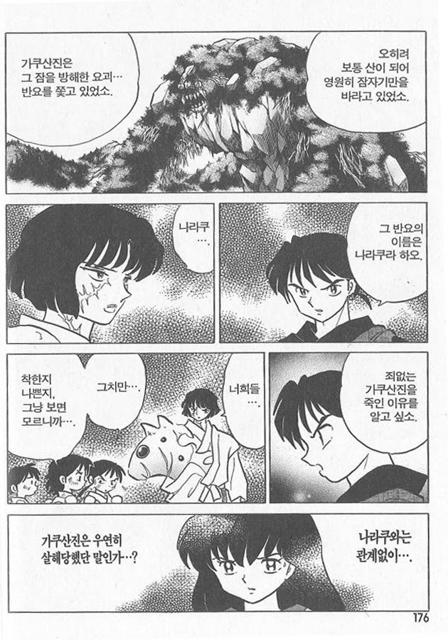 오히려
보통 산이 되어
영원히 잠자기만을
바라고 있었소.
가쿠산진은
그 잠을 방해한 요괴…
반요를 쫓고 있었소.
그 반요의
이름은
나라쿠라 하오.
나라쿠
….
죄없는
가쿠산진을
죽인 이유를
알고 싶소.
너희들
….
그치만….
착한지
나쁜지,
그냥 보면
모르니까….
나라쿠와는
관계없이….
가쿠산진은 우연히
살해당했단 말인가…?
176